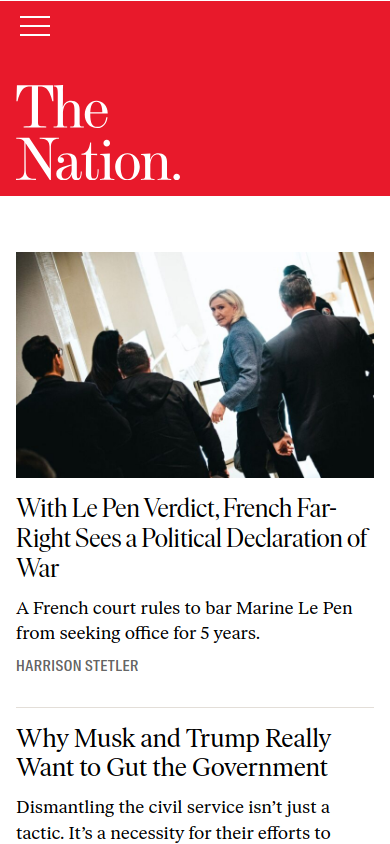 The
Nation.
With Le Pen Verdict, French Far-
Right Sees a Political Declaration of
War
A French court rules to bar Marine Le Pen
from seeking office for 5 years.
HARRISON STETLER
Why Musk and Trump Really
Want to Gut the Government
Dismantling the civil service isn’t just a
tactic. It’s a necessity for their efforts to